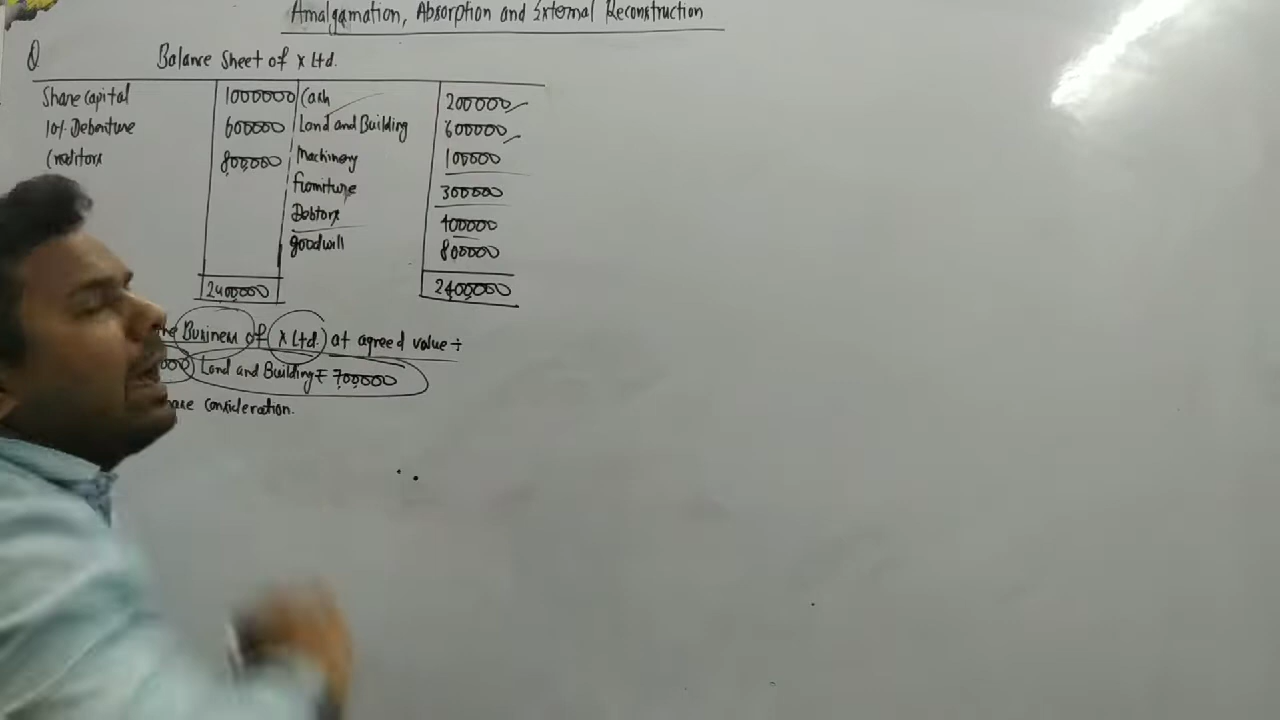 Amalgamation, Absorption and External Reconstruction
Q Balance Sheet of X Ltd.
Share Capital 1000000 Cash 200000
10% Debenture 600000 Land and Building 600000
Creditors 800000 Machinery 100000
Furniture 300000
Debtors 400000
goodwill 800000
2400000 2400000
the Business of X Ltd. at agreed value ÷
000 Land and Building ₹ 700000
consideration.